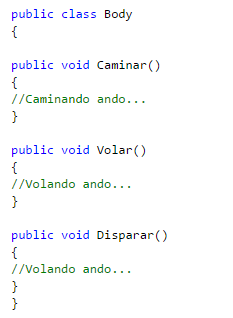 public class Body
{
public void Caminar()
{
//Caminando ando...
}
public void Volar()
{
//Volando ando...
}
public void Disparar()
{
//Volando ando...
}
}